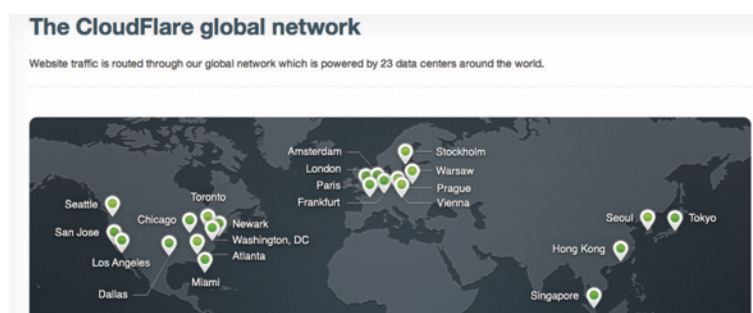 The CloudFlare global network
Website traffic is routed through our global network which is powered by 23 data centers around the world.
Amsterdam
Stockholm
London
Warsaw
Paris
Prague
Frankfurt
Vienna
Seattle
Toronto
Chicago
Newark
San Jose
Washington, DC
Los Angeles
Atlanta
Miami
Dallas
Seoul
Tokyo
Hong Kong
Singapore